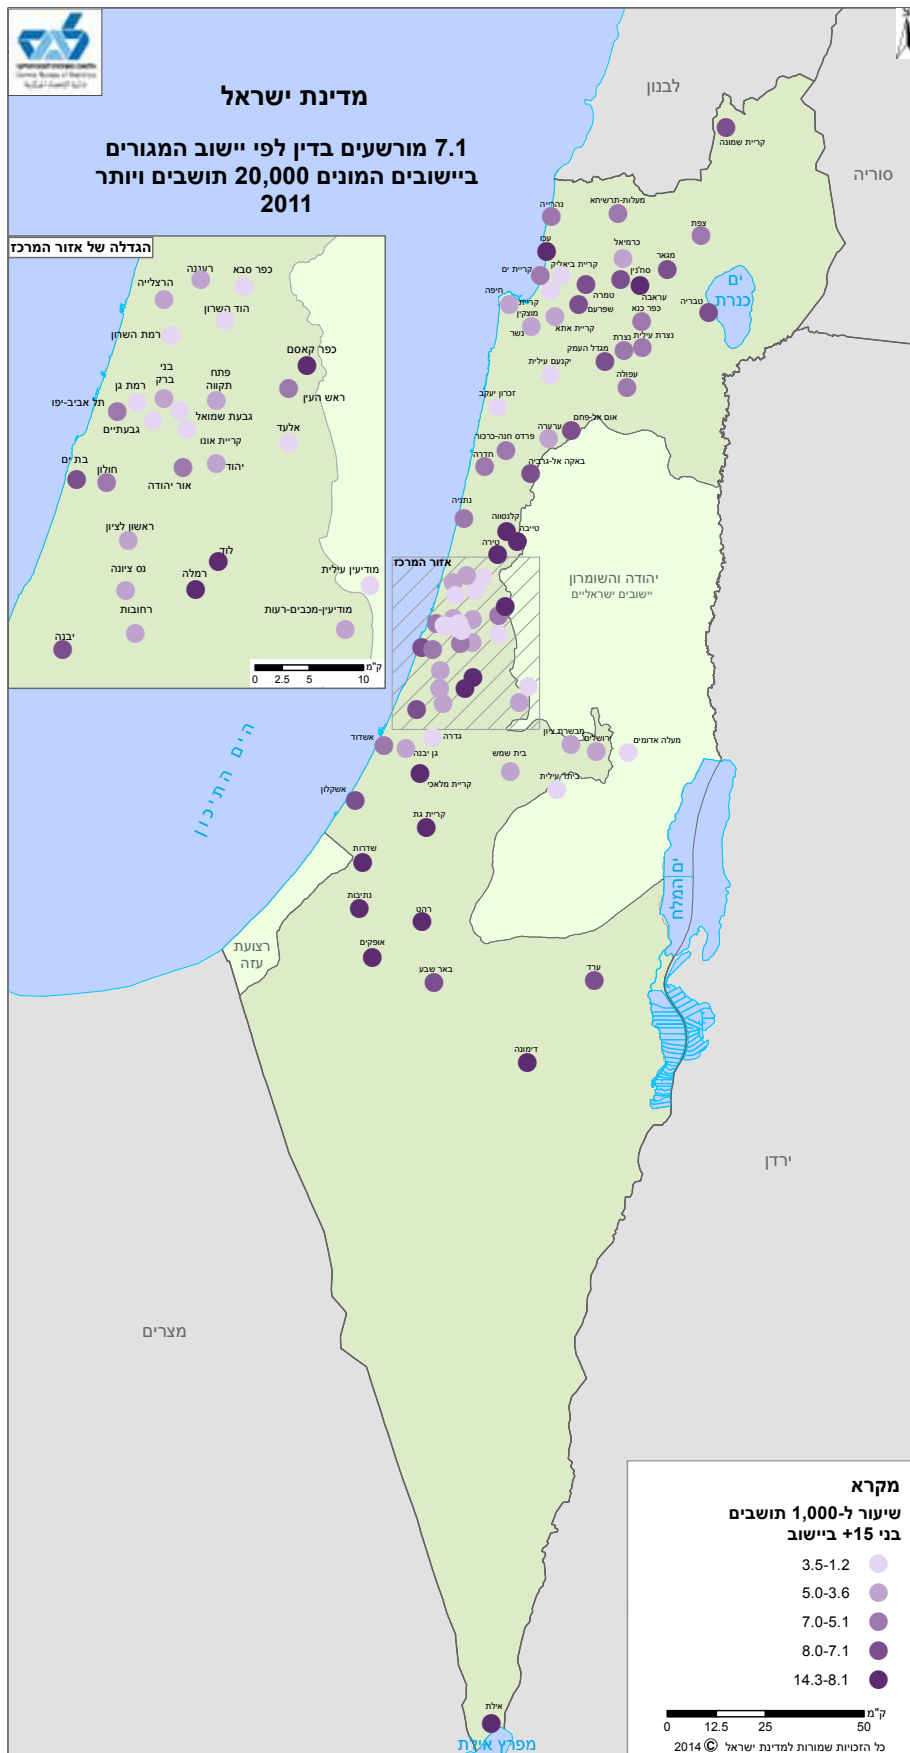 מדינת ישראל
7.1 מורשעים בדין לפי יישוב המגורים
ביישובים המונים 20,000 תושבים ויותר
2011
לבנון
סוריה
קריית שמונה
נהרייה
מעלות-תרשיחא
צפת
עכו
כרמיאל
מגאר
קריית ים
קריית ביאליק
סח'נין
ים
כנרת
חיפה
קריית
מוצקין
טמרה
עראבה
טבריה
שפרעם
כפר כנא
נשר
קריית אתא
נצרת
נצרת עילית
מגדל העמק
יקנעם עילית
עפולה
זכרון יעקב
אום אל-פחם
ערערה
פרדס חנה-כרכור
חדרה
באקה אל-גרביה
נתניה
קלנסווה
טייבה
טירה
אזור המרכז
יהודה והשומרון
יישובים ישראליים
הגדלה של אזור המרכז
כפר סבא
רעננה
הרצלייה
הוד השרון
רמת השרון
כפר קאסם
בני
ברק
פתח
תקווה
רמת גן
ראש העין
תל אביב-יפו
גבעת שמואל
גבעתיים
אלעד
קריית אונו
בת ים
חולון
יהוד
אור יהודה
ראשון לציון
לוד
נס ציונה
רמלה
מודיעין עילית
רחובות
מודיעין-מכבים-רעות
יבנה
ק"מ
0 2.5 5 10
הים התיכון
אשדוד
גדרה
מבשרת ציון
ירושלים
מעלה אדומים
גן יבנה
בית שמש
קריית מלאכי
ביתר עילית
אשקלון
קריית גת
שדרות
ים המלח
נתיבות
רהט
רצועת
עזה
אופקים
באר שבע
ערד
דימונה
ירדן
מצרים
אילת
מפרץ אילת
מקרא
שיעור ל-1,000 תושבים
בני 15+ ביישוב
3.5-1.2
5.0-3.6
7.0-5.1
8.0-7.1
14.3-8.1
ק"מ
0 12.5 25 50
כל הזכויות שמורות למדינת ישראל © 2014